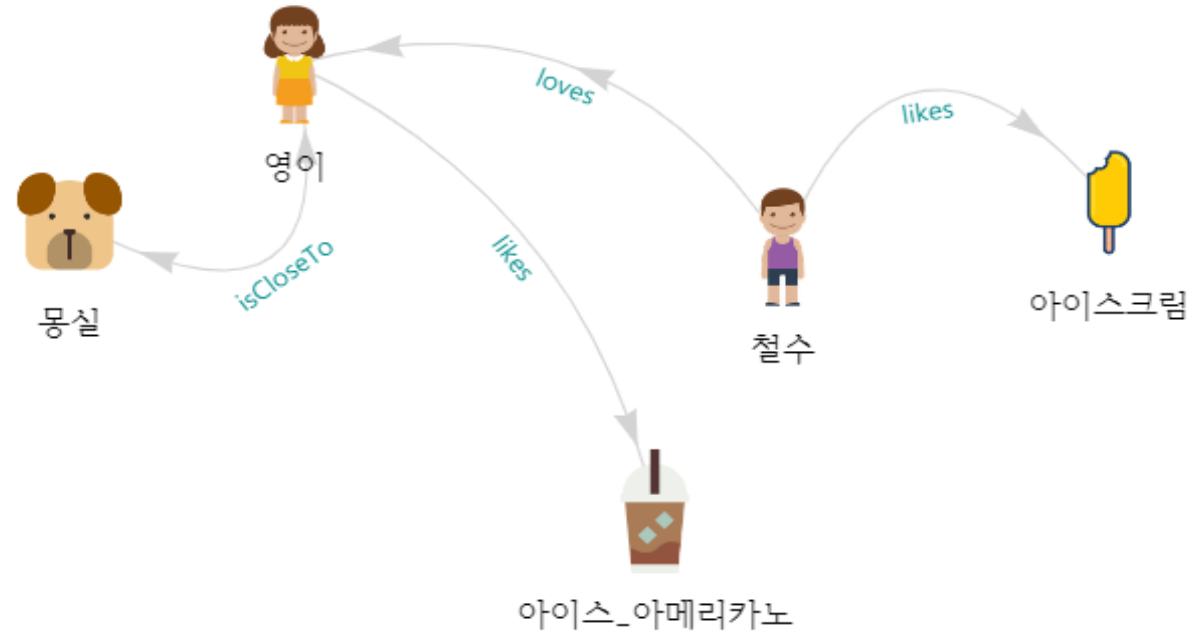 loves
likes
영이
isCloseTo
likes
몽실
철수
아이스크림
아이스_아메리카노